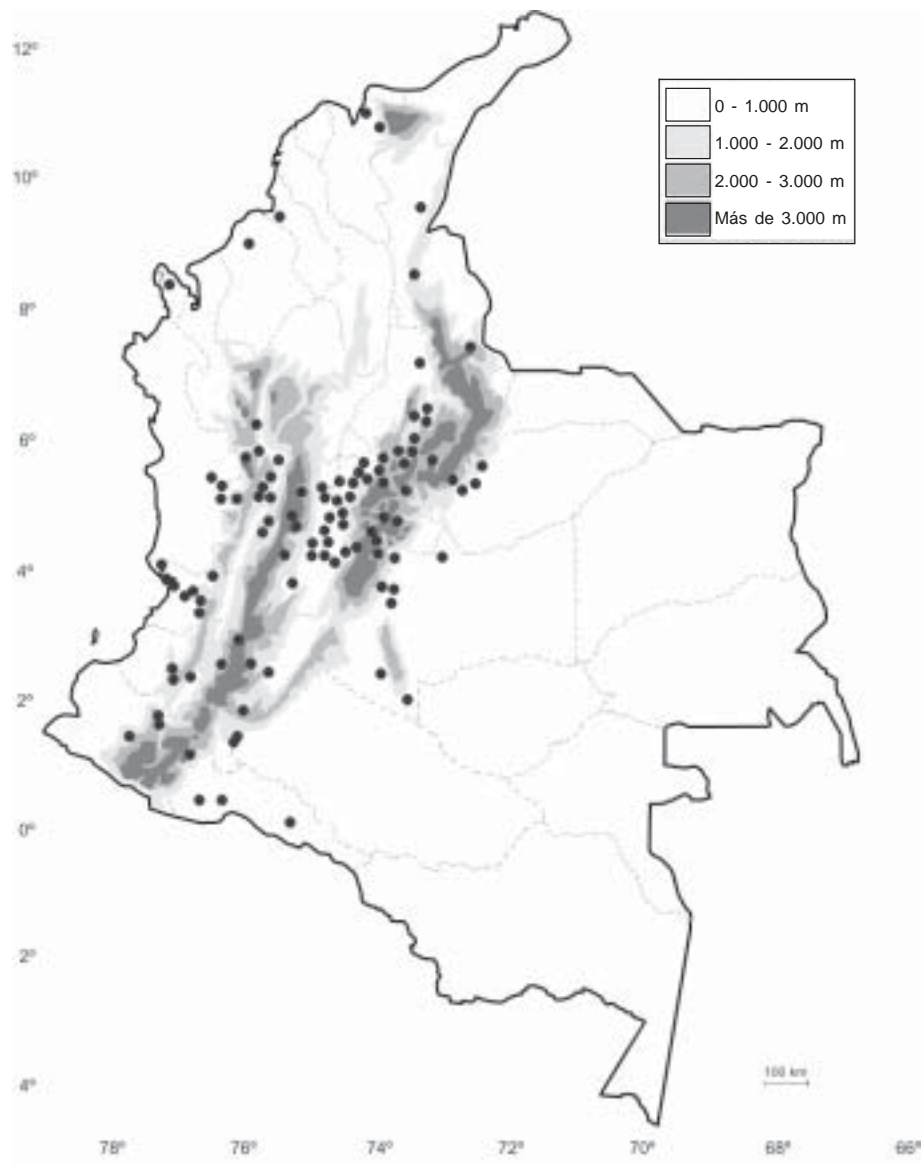 12º
0 - 1.000 m
1.000 - 2.000 m
2.000 - 3.000 m
Más de 3.000 m
10º
8º
6º
4º
2º
0º
2º
4º
100 km
78º 76º 74º 72º 70º 68º 66º